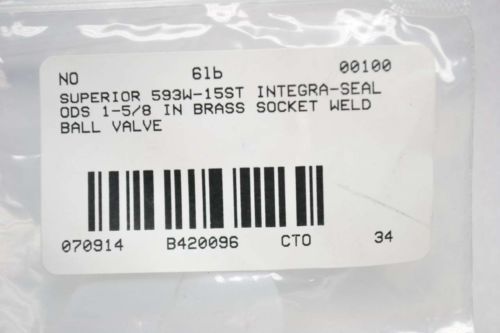 NO 6lb 00100
SUPERIOR 593W-15ST INTEGRA-SEAL
ODS 1-5/8 IN BRASS SOCKET WELD
BALL VALVE
070914 B420096 CTO 34